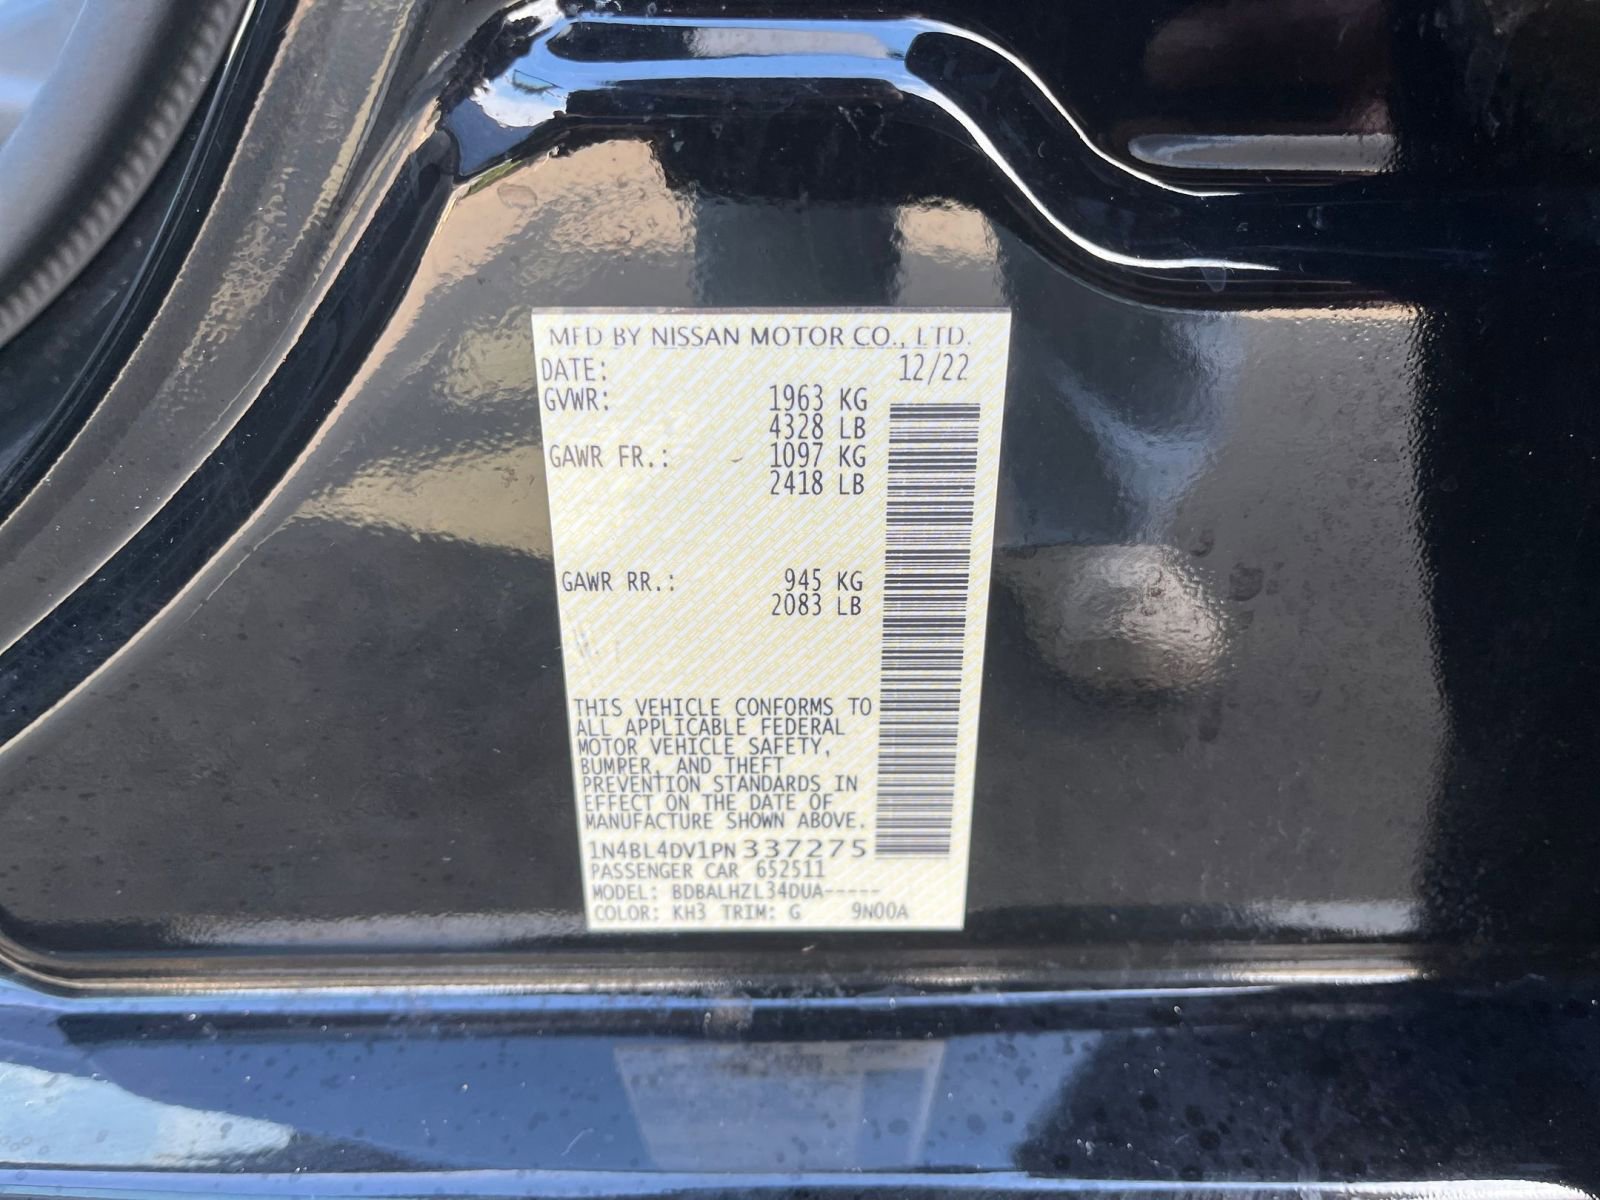 MFD BY NISSAN MOTOR CO., LTD.
DATE: 12/22
GVWR: 1963 KG
4328 LB
GAWR FR.: 1097 KG
2418 LB
GAWR RR.: 945 KG
2083 LB
THIS VEHICLE CONFORMS TO
ALL APPLICABLE FEDERAL
MOTOR VEHICLE SAFETY,
BUMPER, AND THEFT
PREVENTION STANDARDS IN
EFFECT ON THE DATE OF
MANUFACTURE SHOWN ABOVE.
1N4BL4DV1PN337275
PASSENGER CAR 652511
MODEL: BDBALHZL34DUA-----
COLOR: KH3 TRIM: G 9N00A